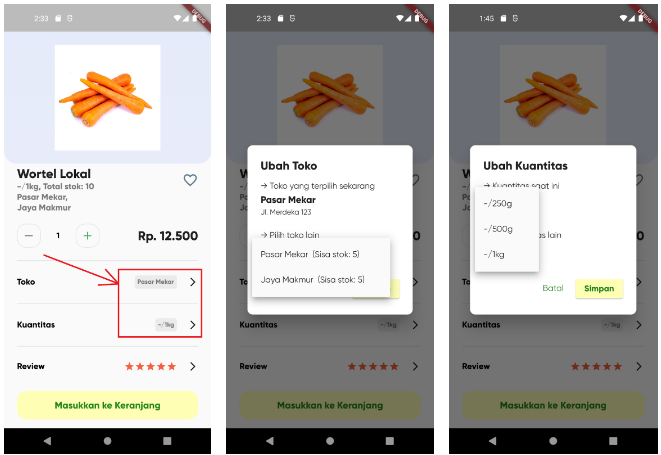 2:33
DEBUG
Wortel Lokal
~/1kg, Total stok: 10
Pasar Mekar,
Jaya Makmur
1
Rp. 12.500
Toko
Pasar Mekar
Kuantitas
~/1kg
Review
Masukkan ke Keranjang
2:33
DEBUG
Ubah Toko
→ Toko yang terpilih sekarang
Pasar Mekar
Jl. Merdeka 123
→ Pilih toko lain
Pasar Mekar (Sisa stok: 5)
Jaya Makmur (Sisa stok: 5)
Kuantitas
~/1kg
Review
Masukkan ke Keranjang
1:45
DEBUG
Ubah Kuantitas
→ Kuantitas saat ini
~/250g
~/500g
as lain
~/1kg
Batal
Simpan
Kuantitas
~/1kg
Review
Masukkan ke Keranjang